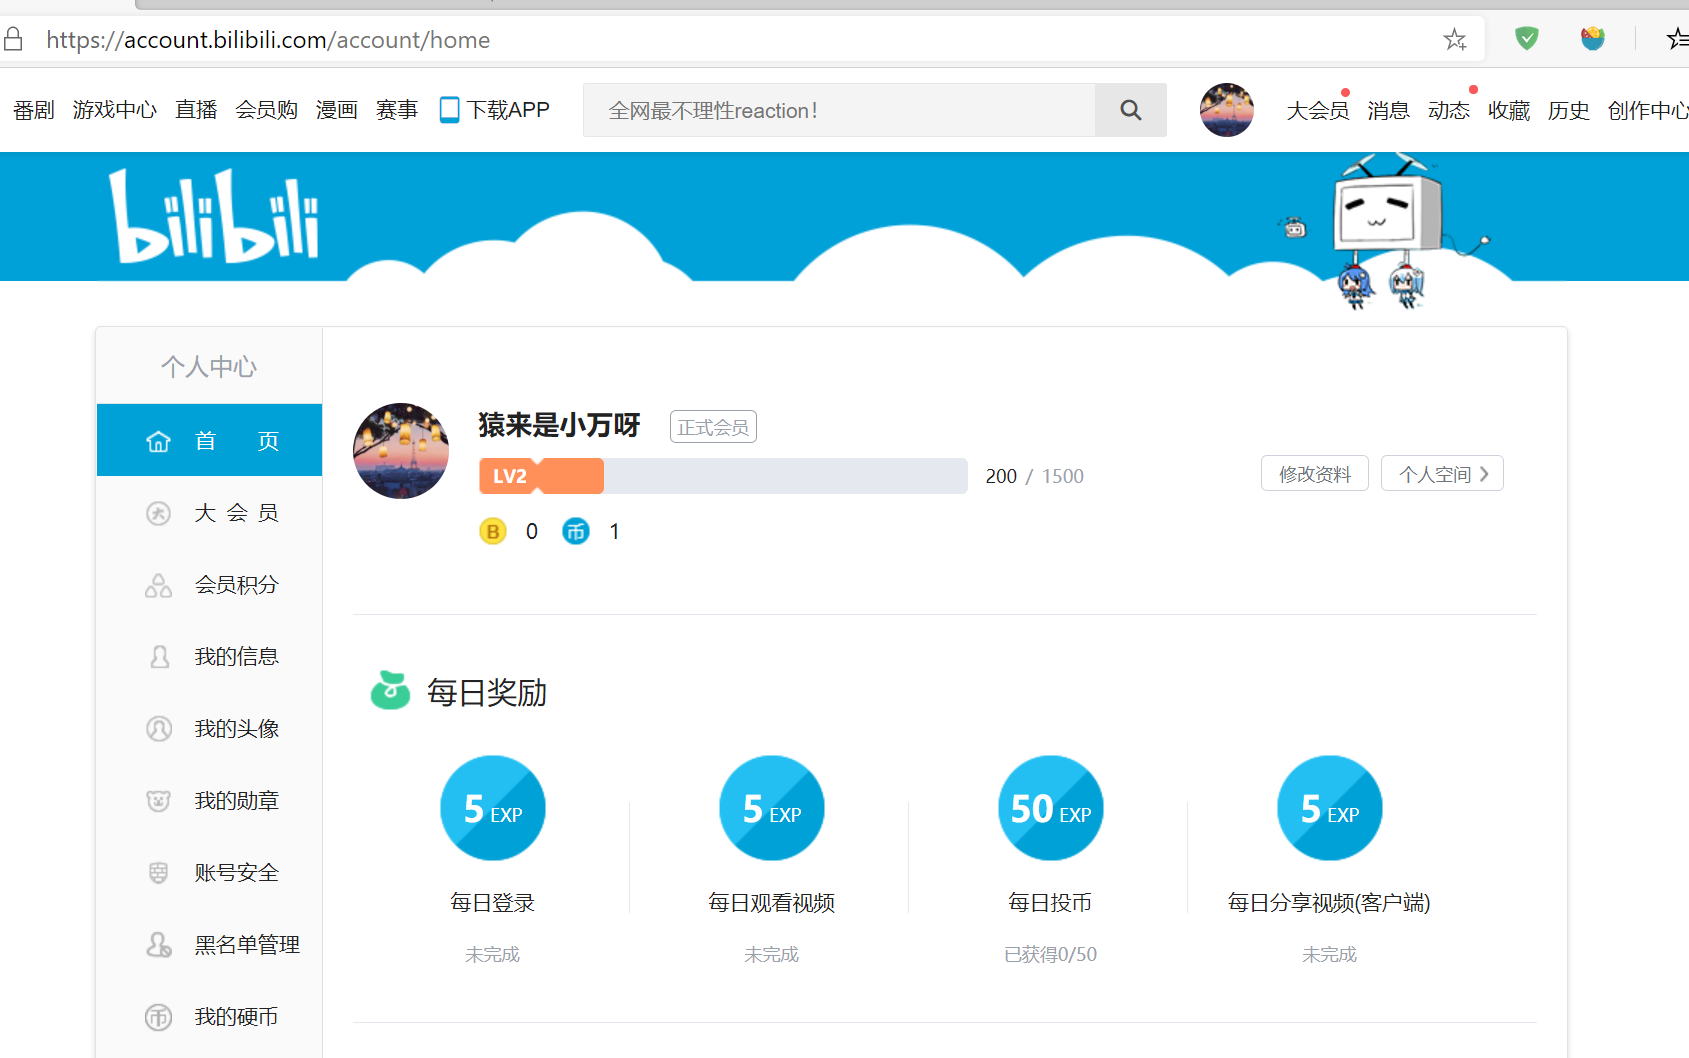 https://account.bilibili.com/account/home
番剧 游戏中心 直播 会员购 漫画 赛事 下载APP 全网最不理性reaction! 大会员 消息 动态 收藏 历史 创作中心
bilibili
个人中心
首 页
大 会 员
会员积分
我的信息
我的头像
我的勋章
账号安全
黑名单管理
我的硬币
猿来是小万呀 正式会员
LV2 200 / 1500 修改资料 个人空间
B 0 币 1
每日奖励
5 EXP 5 EXP 50 EXP 5 EXP
每日登录 每日观看视频 每日投币 每日分享视频(客户端)
未完成 未完成 已获得0/50 未完成